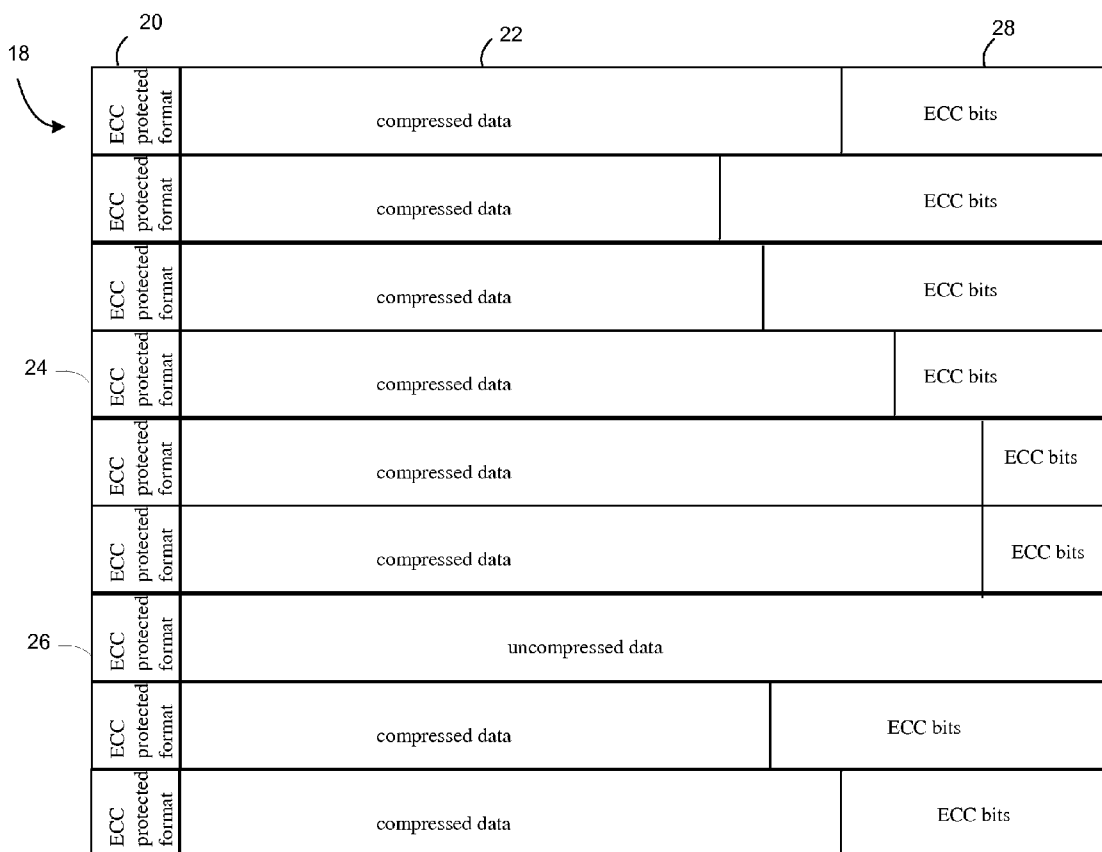 20
22
28
18
ECC
protected
format
compressed data
ECC bits
ECC
protected
format
compressed data
ECC bits
ECC
protected
format
compressed data
ECC bits
24
ECC
protected
format
compressed data
ECC bits
ECC
protected
format
compressed data
ECC bits
ECC
protected
format
compressed data
ECC bits
26
ECC
protected
format
uncompressed data
ECC
protected
format
compressed data
ECC bits
ECC
protected
format
compressed data
ECC bits